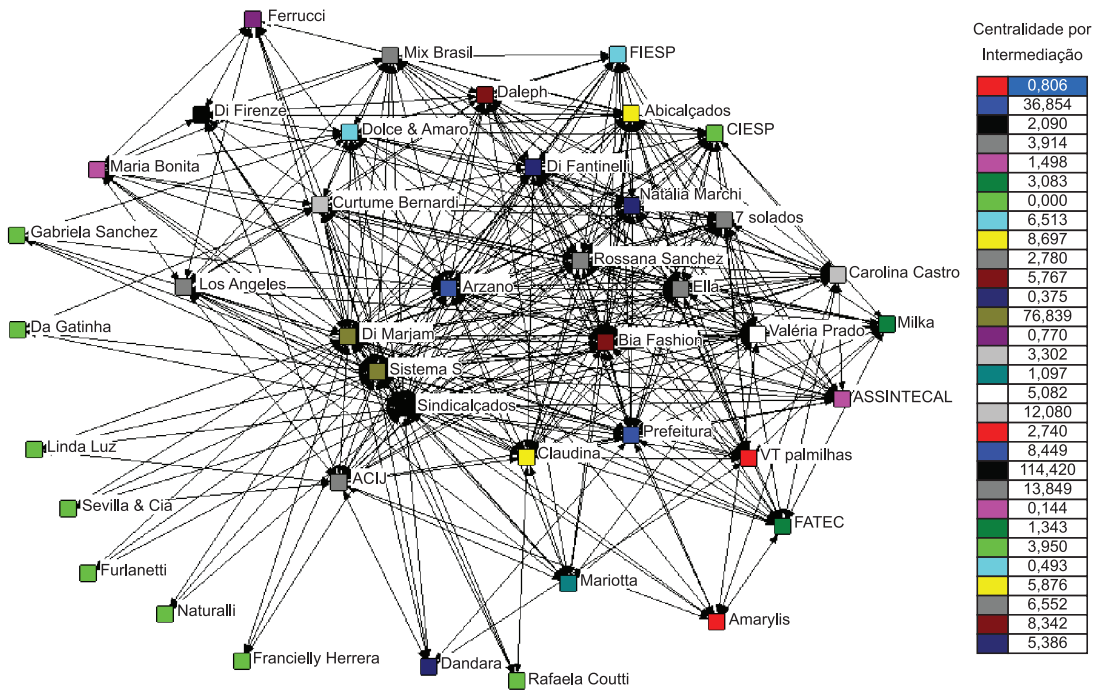 Ferrucci
Mix Brasil
FIESP
Centralidade por
Intermediação
Daleph
Di Firenze
Abicalçados
Dolce & Amaro
CIESP
Maria Bonita
Di Fantinelli
Curtume Bernardi
Natália Marchi
7 solados
Gabriela Sanchez
Rossana Sanchez
Carolina Castro
Los Angeles
Arzano
Ella
Da Gatinha
Di Marjam
Bia Fashion
Valéria Prado
Milka
Sistema S
Sindicalçados
ASSINTECAL
Linda Luz
Prefeitura
Claudina
VT palmilhas
ACIJ
Sevilla & Cia
FATEC
Furlanetti
Mariotta
Naturalli
Amarylis
Francielly Herrera
Dandara
Rafaela Coutti
0,806
36,854
2,090
3,914
1,498
3,083
0,000
6,513
8,697
2,780
5,767
0,375
76,839
0,770
3,302
1,097
5,082
12,080
2,740
8,449
114,420
13,849
0,144
1,343
3,950
0,493
5,876
6,552
8,342
5,386